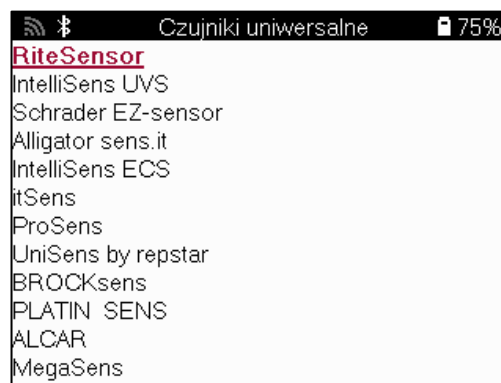 Czujniki uniwersalne 75%
RiteSensor
IntelliSens UVS
Schrader EZ-sensor
Alligator sens.it
IntelliSens ECS
itSens
ProSens
UniSens by repstar
BROCKsens
PLATIN SENS
ALCAR
MegaSens